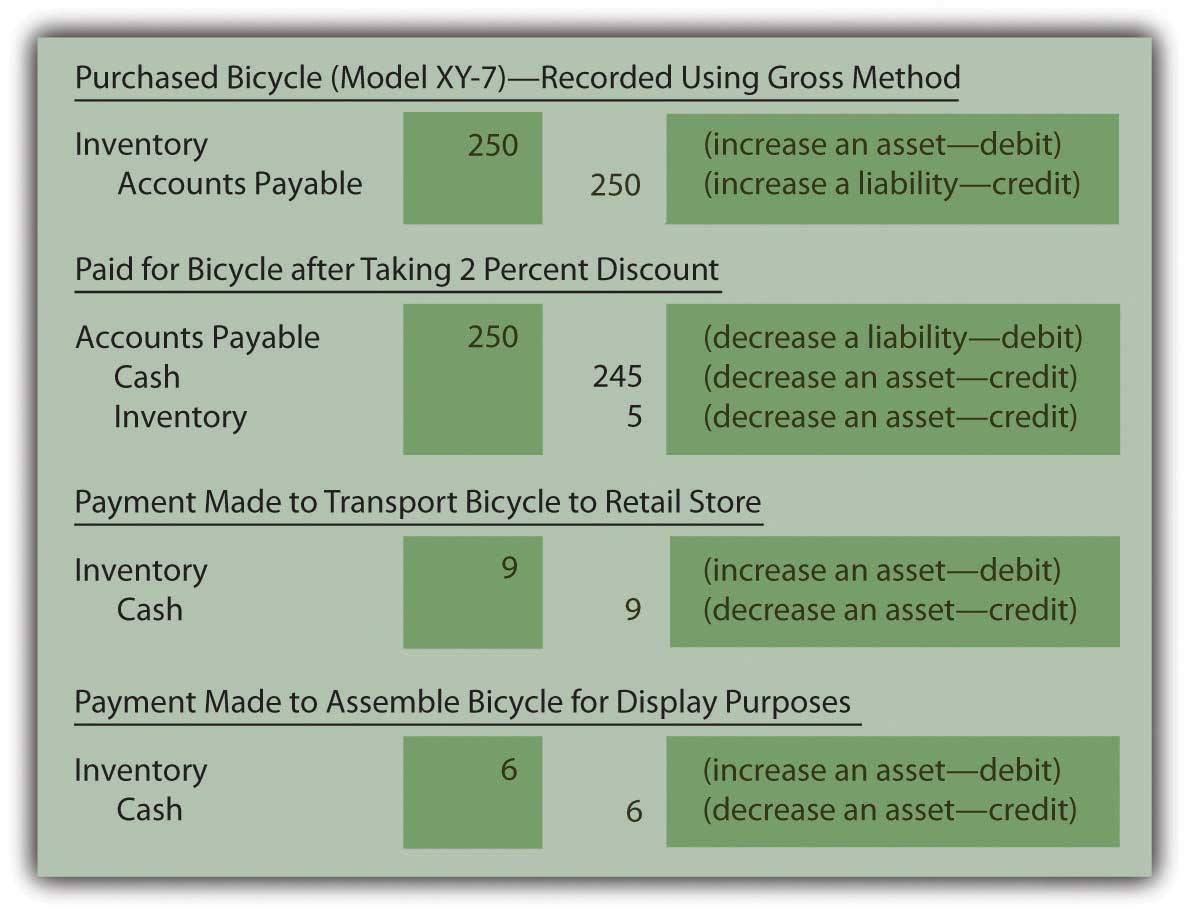 Purchased Bicycle (Model XY-7)—Recorded Using Gross Method
Inventory 250 (increase an asset—debit)
Accounts Payable 250 (increase a liability—credit)
Paid for Bicycle after Taking 2 Percent Discount
Accounts Payable 250 (decrease a liability—debit)
Cash 245 (decrease an asset—credit)
Inventory 5 (decrease an asset—credit)
Payment Made to Transport Bicycle to Retail Store
Inventory 9 (increase an asset—debit)
Cash 9 (decrease an asset—credit)
Payment Made to Assemble Bicycle for Display Purposes
Inventory 6 (increase an asset—debit)
Cash 6 (decrease an asset—credit)